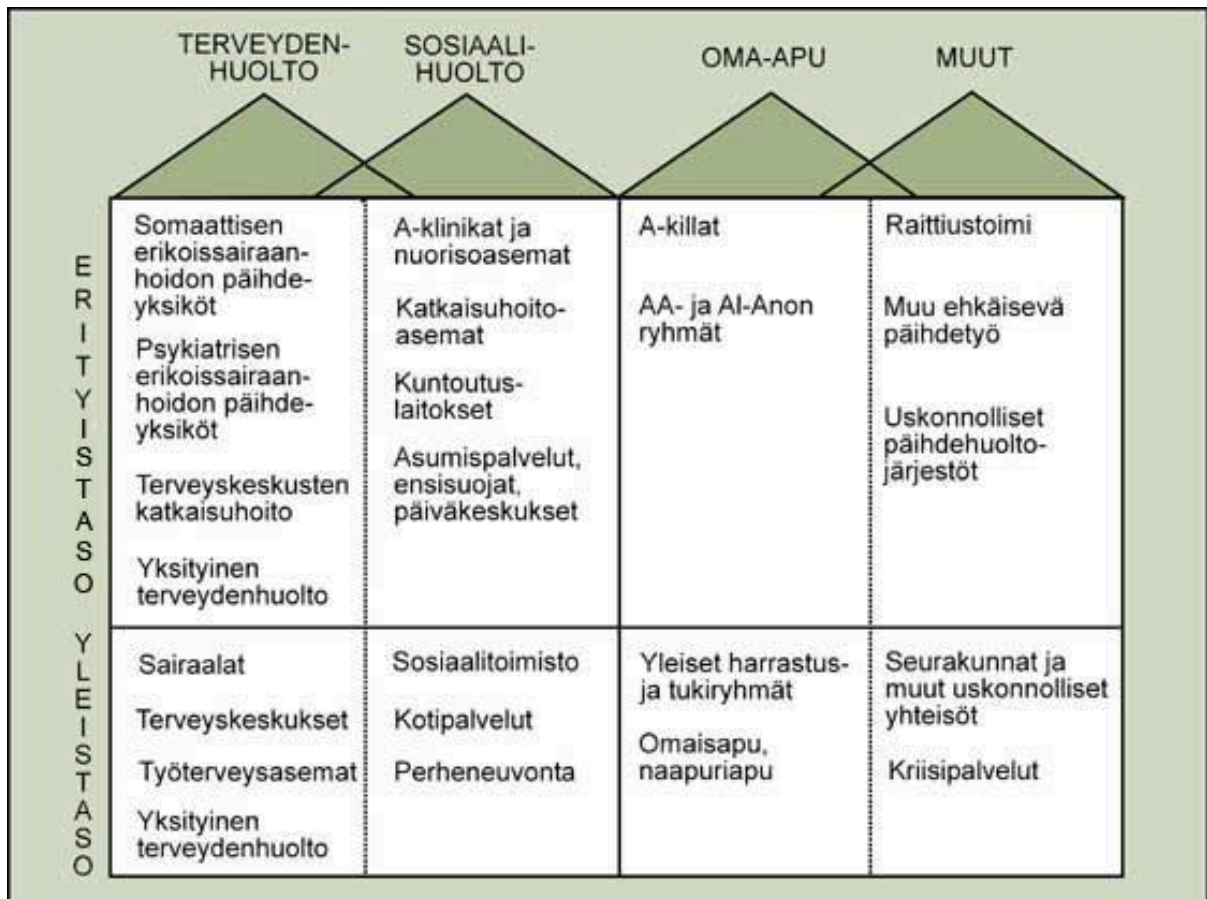 TERVEYDEN-
HUOLTO
SOSIAALI-
HUOLTO
OMA-APU
MUUT
ERITYISTASO
Somaattisen
erikoissairaan-
hoidon päihde-
yksiköt
Psykiatrisen
erikoissairaan-
hoidon päihde-
yksiköt
Terveyskeskusten
katkaisuhoito
Yksityinen
terveydenhuolto
A-klinikat ja
nuorisoasemat
Katkaisuhoito-
asemat
Kuntoutus-
laitokset
Asumispalvelut,
ensisuojat,
päiväkeskukset
A-killat
AA- ja Al-Anon
ryhmät
Raittiustoimi
Muu ehkäisevä
päihdetyö
Uskonnolliset
päihdehuolto-
järjestöt
YLEISTASO
Sairaalat
Terveyskeskukset
Työterveysasemat
Yksityinen
terveydenhuolto
Sosiaalitoimisto
Kotipalvelut
Perheneuvonta
Yleiset harrastus-
ja tukiryhmät
Omaisapu,
naapuriapu
Seurakunnat ja
muut uskonnolliset
yhteisöt
Kriisipalvelut